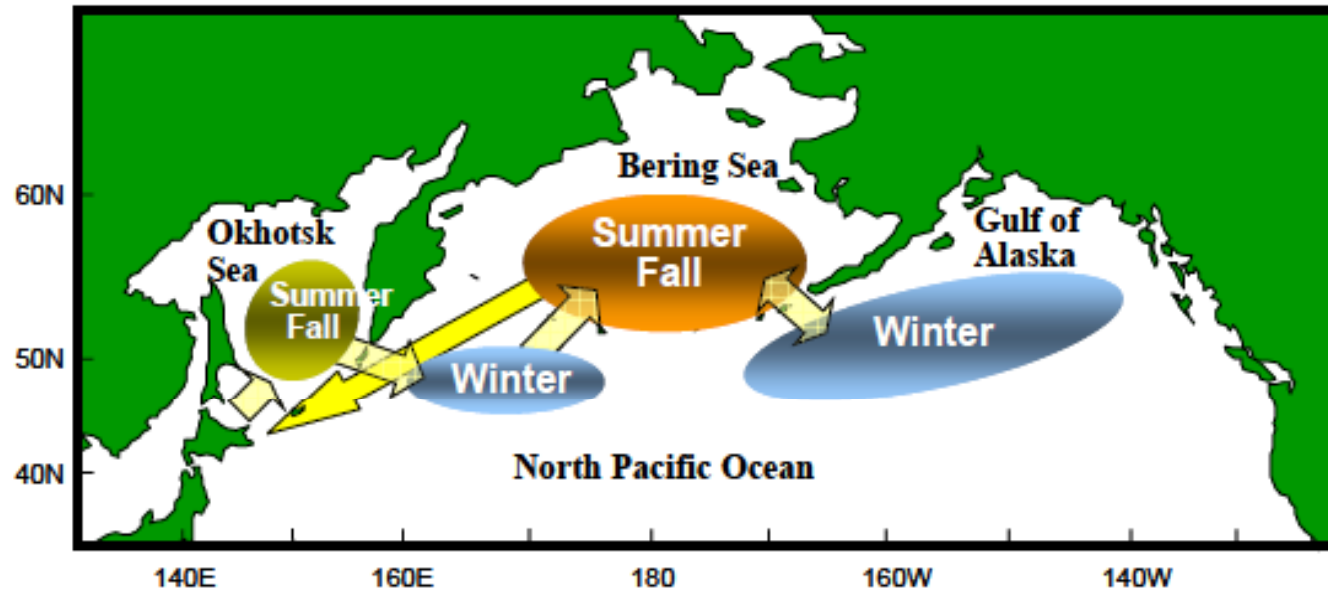 Bering Sea
60N
Okhotsk
Sea
Summer
Fall
Gulf of
Alaska
Summer
Fall
Winter
50N
Winter
North Pacific Ocean
40N
140E
160E
180
160W
140W